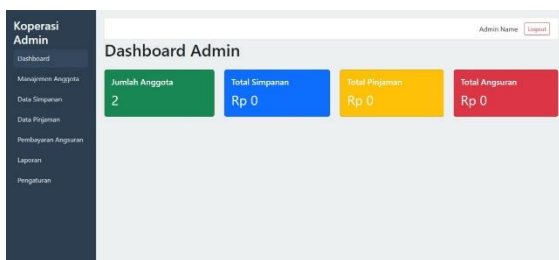 Koperasi
Admin
Dashboard
Manajemen Anggota
Data Simpanan
Data Pinjaman
Pembayaran Angsuran
Laporan
Pengaturan
Admin Name
Logout
Dashboard Admin
Jumlah Anggota
2
Total Simpanan
Rp 0
Total Pinjaman
Rp 0
Total Angsuran
Rp 0